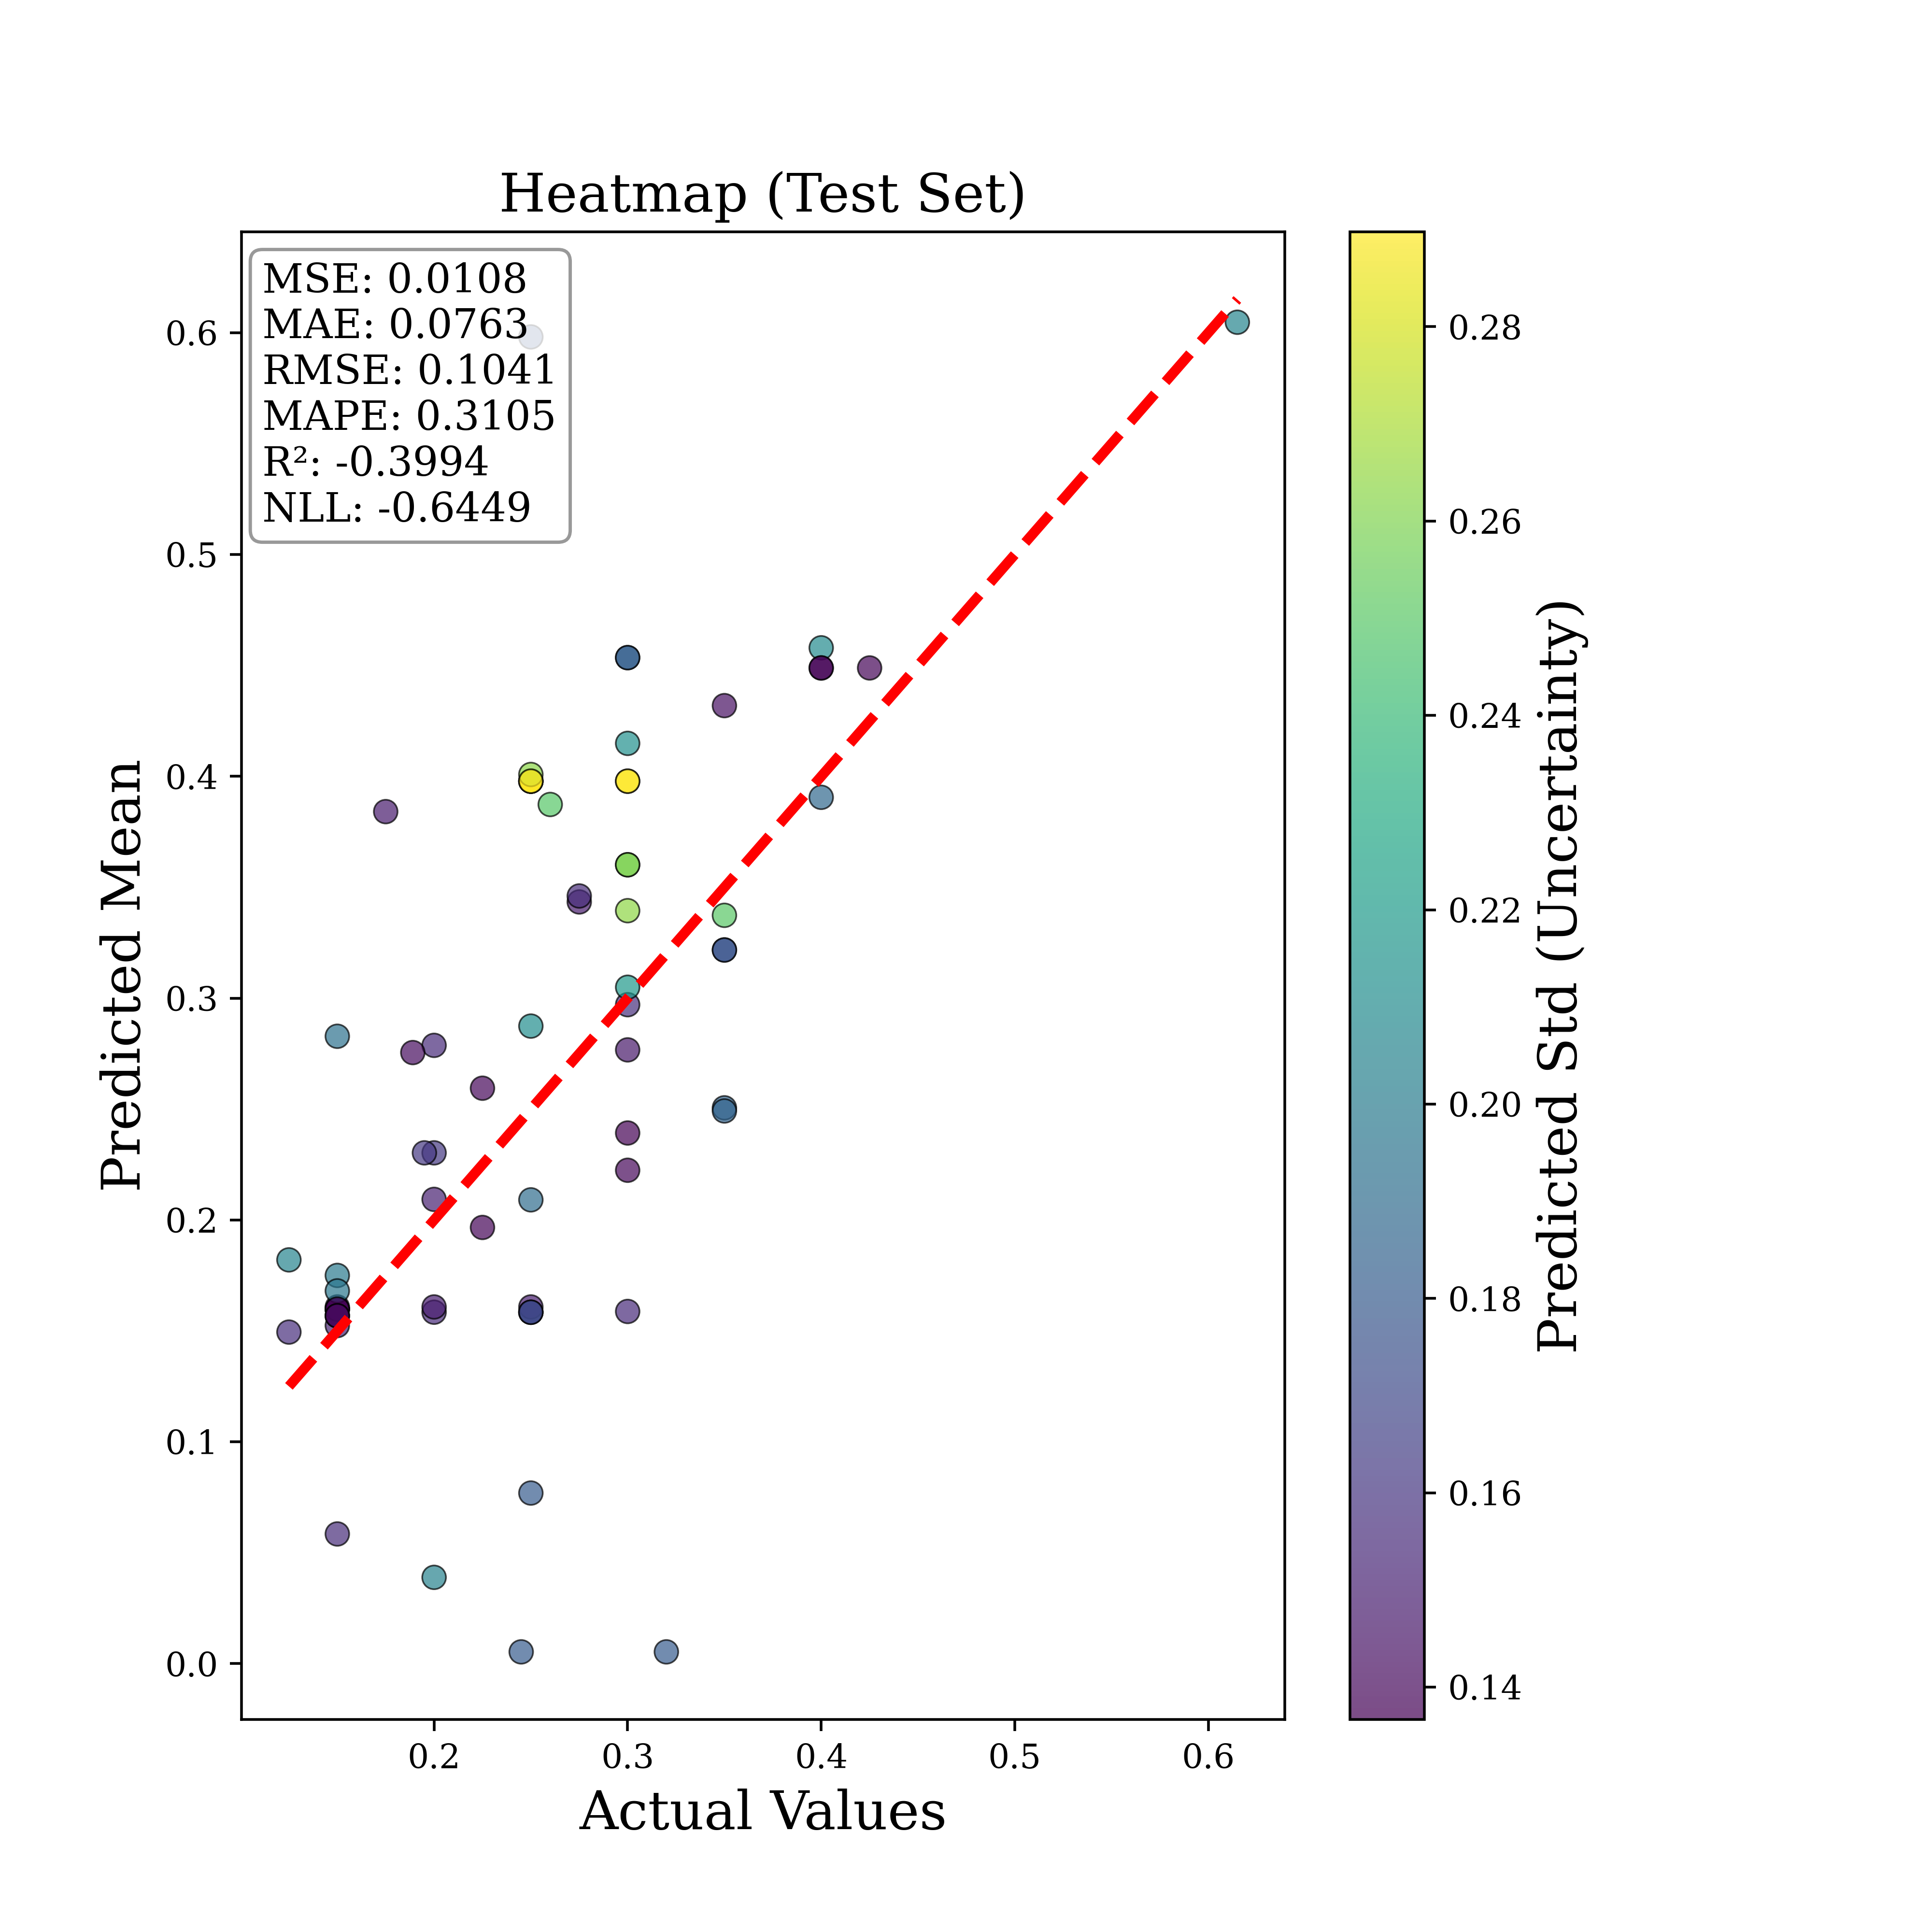 Heatmap (Test Set)
MSE: 0.0108
MAE: 0.0763
RMSE: 0.1041
MAPE: 0.3105
R²: -0.3994
NLL: -0.6449
Predicted Mean
0.6
0.5
0.4
0.3
0.2
0.1
0.0
0.2 0.3 0.4 0.5 0.6
Actual Values
0.28
0.26
0.24
0.22
0.20
0.18
0.16
0.14
Predicted Std (Uncertainty)